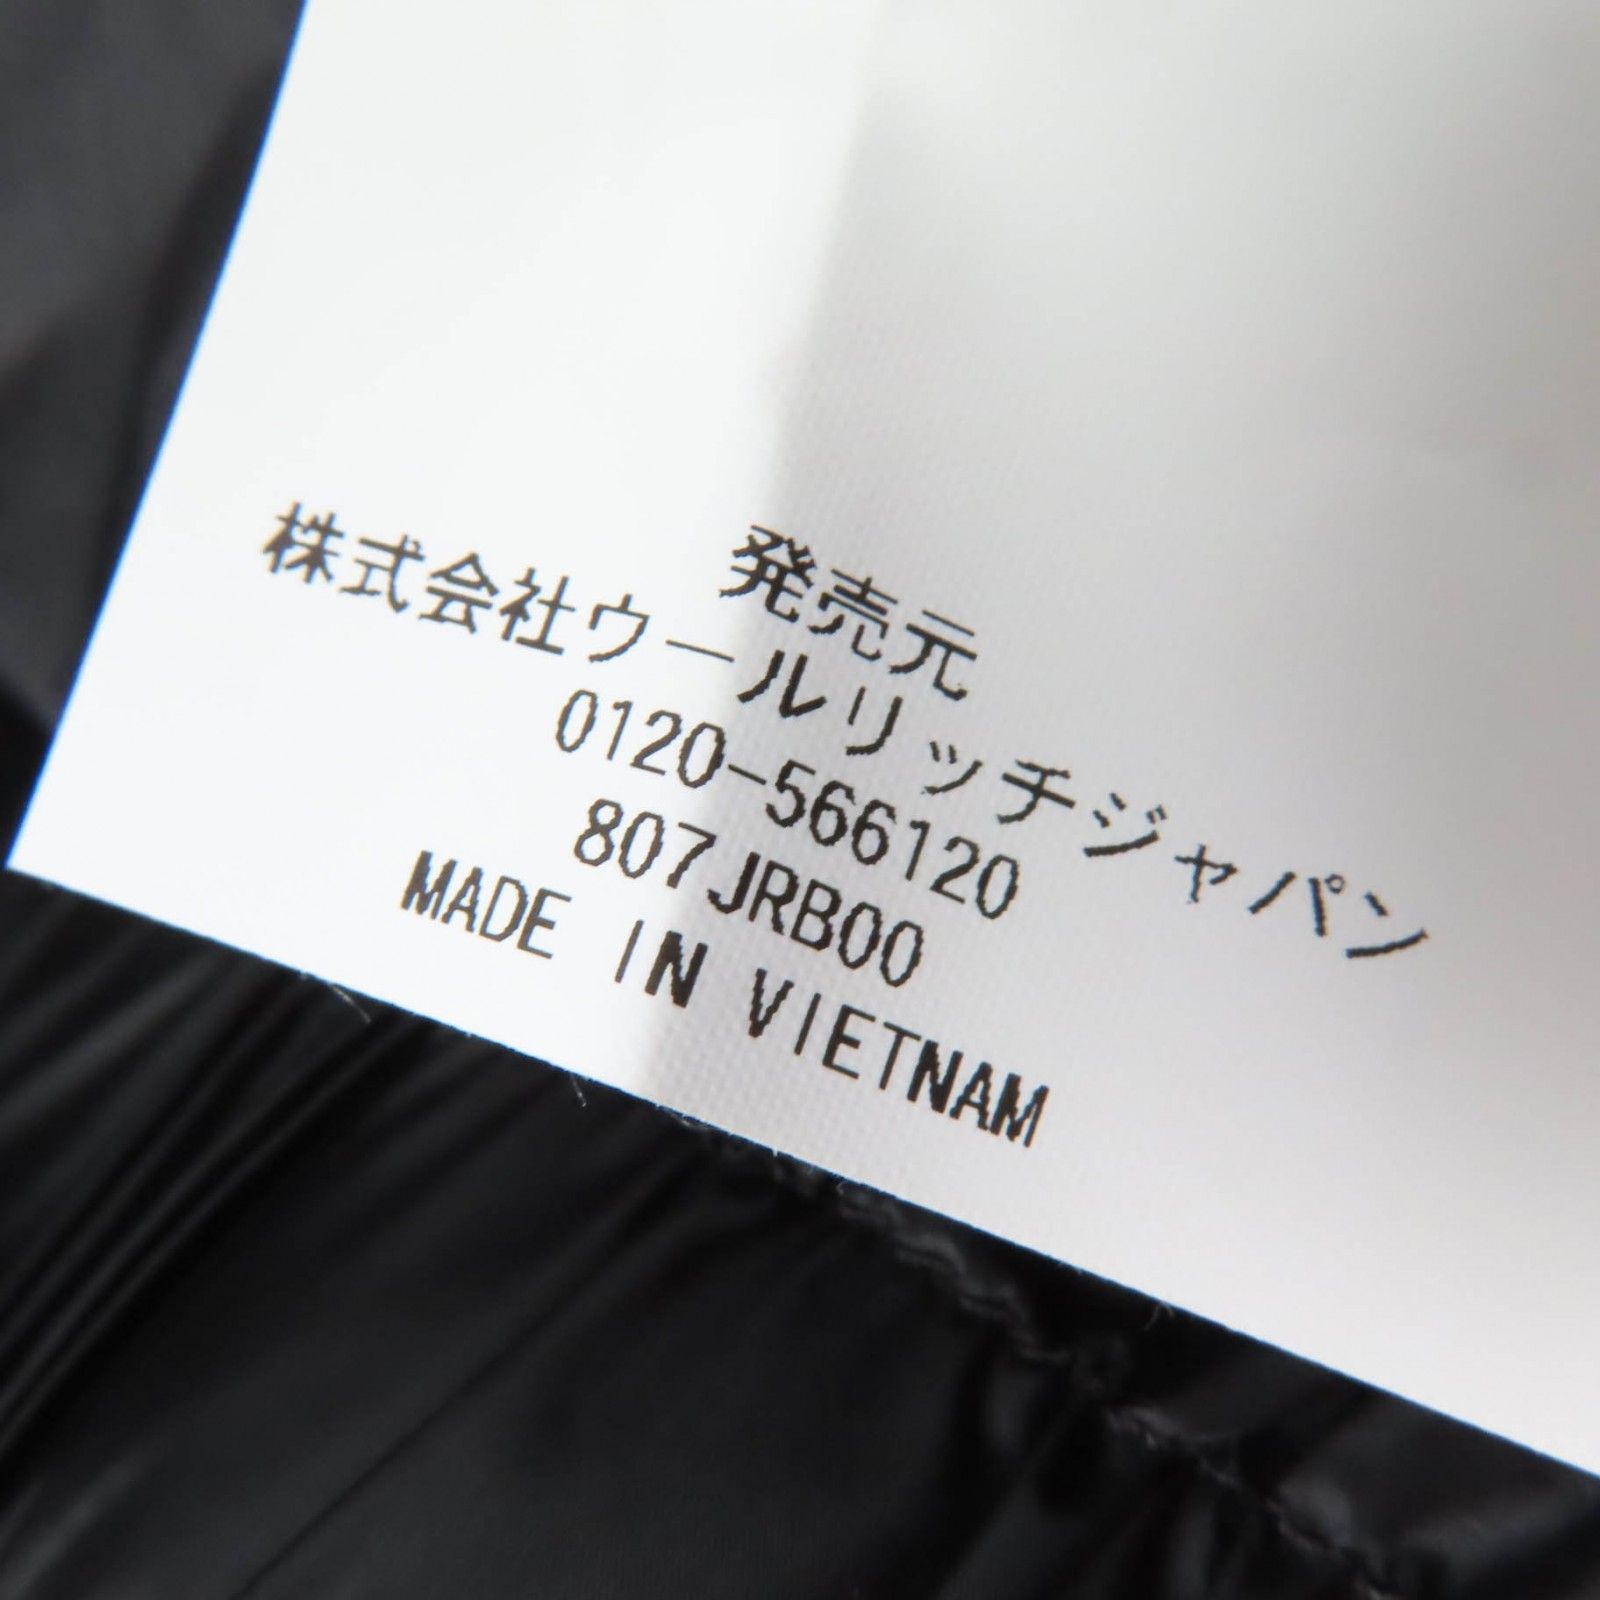 発売元
株式会社ウールリッチジャパン
0120-566120
807JRB00
MADE IN VIETNAM